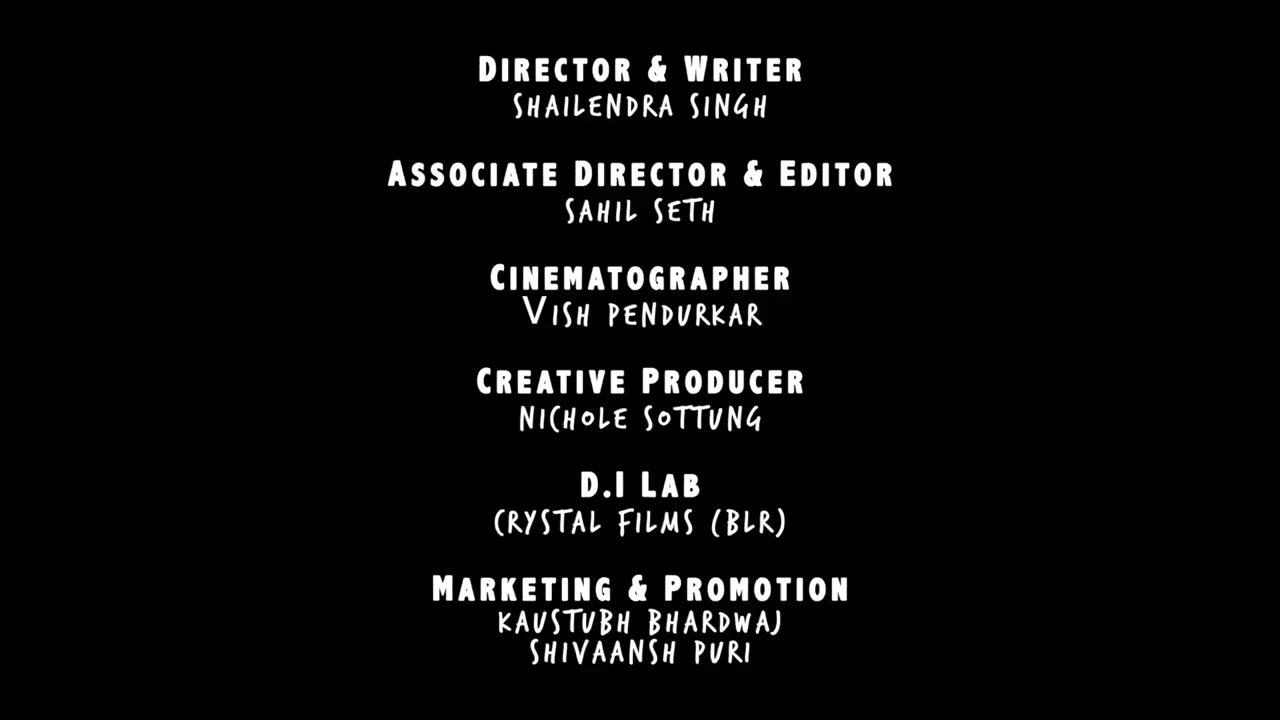 DIRECTOR & WRITER
SHAILENDRA SINGH
ASSOCIATE DIRECTOR & EDITOR
SAHIL SETH
CINEMATOGRAPHER
VISH PENDURKAR
CREATIVE PRODUCER
NICHOLE SOTTUNG
D.I LAB
CRYSTAL FILMS (BLR)
MARKETING & PROMOTION
KAUSTUBH BHARDWAJ
SHIVAANSH PURI